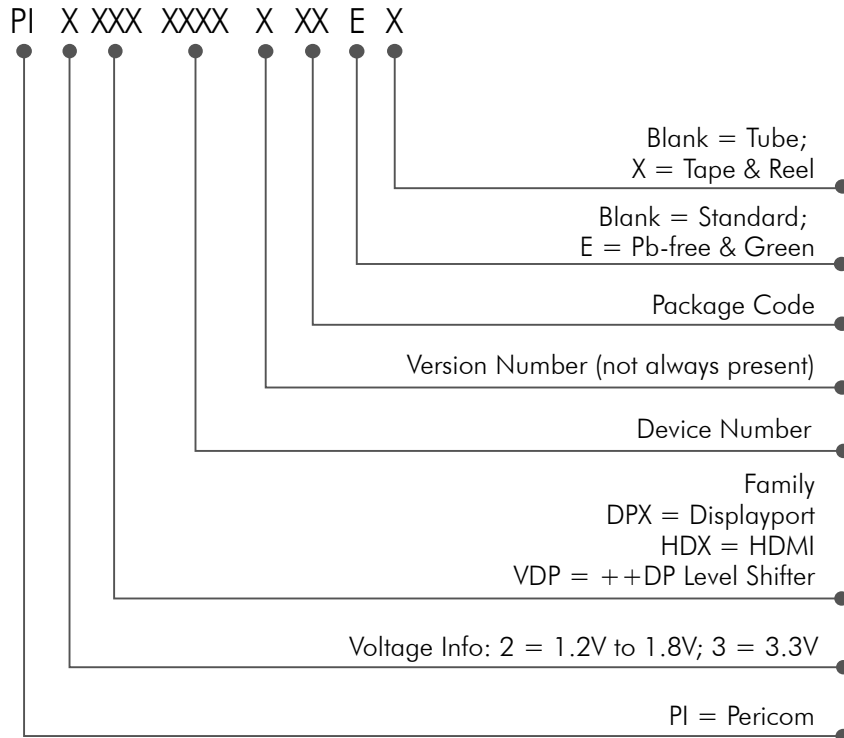 PI X XXX XXXX X XX E X
Blank = Tube;
X = Tape & Reel
Blank = Standard;
E = Pb-free & Green
Package Code
Version Number (not always present)
Device Number
Family
DPX = Displayport
HDX = HDMI
VDP = ++DP Level Shifter
Voltage Info: 2 = 1.2V to 1.8V; 3 = 3.3V
PI = Pericom